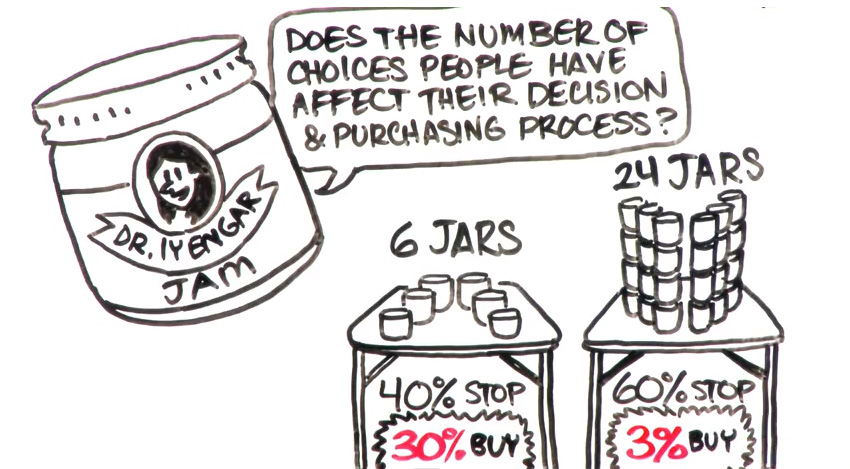 DOES THE NUMBER OF
CHOICES PEOPLE HAVE
AFFECT THEIR DECISION
& PURCHASING PROCESS?
DR. IYENGAR
JAM
6 JARS
40% STOP
30% BUY
24 JARS
60% STOP
3% BUY